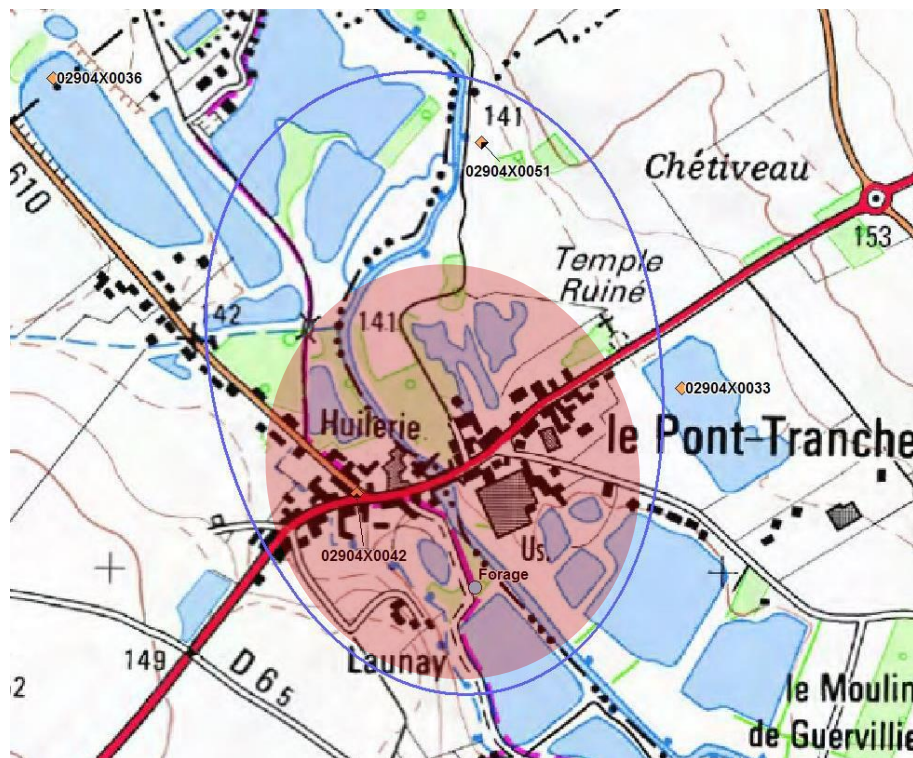 02904X0036
141
02904X0051
610
Chétiveau
153
Temple
Ruiné
42
141
02904X0033
Huilerie
le Pont-Tranche
02904X0042
Us.
Forage
149
Launay
D 65
2
le Moulin
de Guervillie